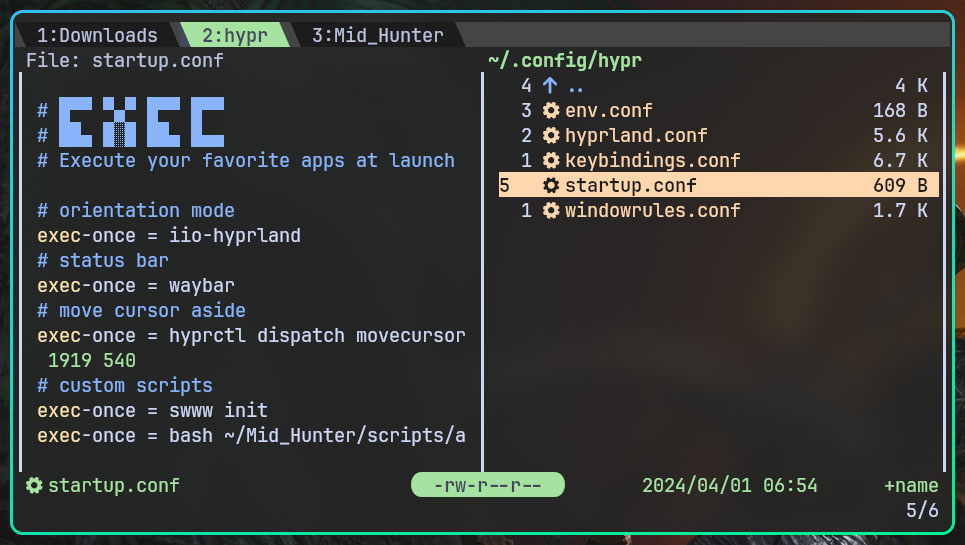 1:Downloads 2:hypr 3:Mid_Hunter
File: startup.conf
# EXEC
#
# Execute your favorite apps at launch
# orientation mode
exec-once = iio-hyprland
# status bar
exec-once = waybar
# move cursor aside
exec-once = hyprctl dispatch movecursor
1919 540
# custom scripts
exec-once = swww init
exec-once = bash ~/Mid_Hunter/scripts/a
~/.config/hypr
4 .. 4 K
3 env.conf 168 B
2 hyprland.conf 5.6 K
1 keybindings.conf 6.7 K
5 startup.conf 609 B
1 windowrules.conf 1.7 K
startup.conf -rw-r--r-- 2024/04/01 06:54 +name
5/6